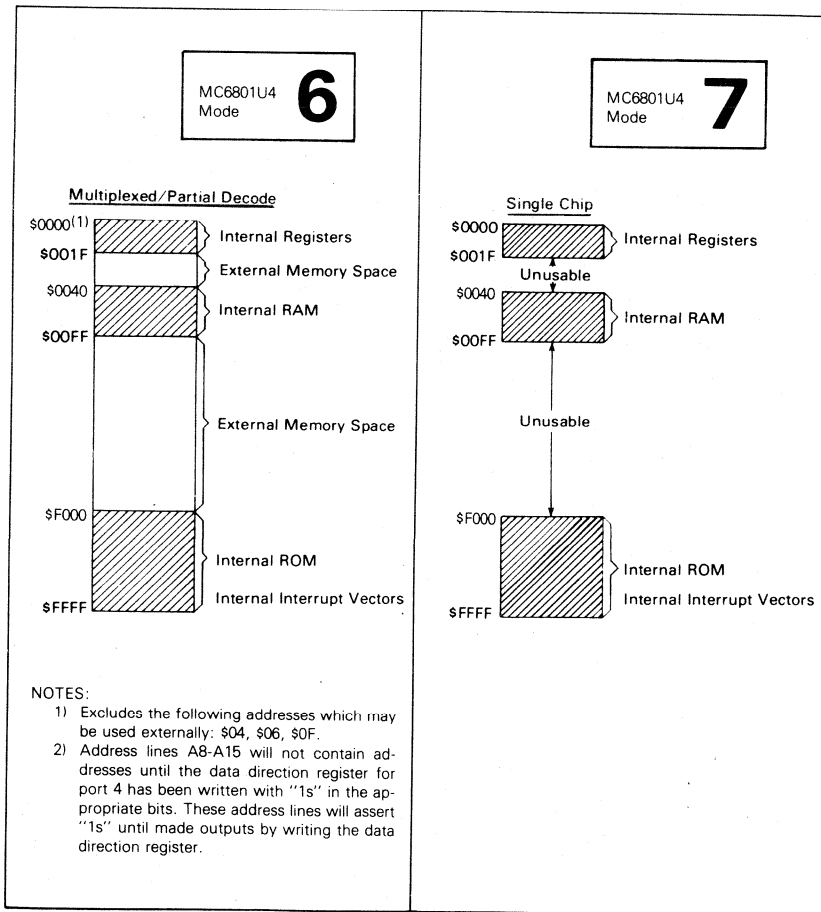 MC6801U4
Mode
6
Multiplexed/Partial Decode
$0000(1)
Internal Registers
$001F
External Memory Space
$0040
Internal RAM
$00FF
External Memory Space
$F000
Internal ROM
Internal Interrupt Vectors
$FFFF
NOTES:
1) Excludes the following addresses which may
be used externally: $04, $06, $0F.
2) Address lines A8-A15 will not contain ad-
dresses until the data direction register for
port 4 has been written with "1s" in the ap-
propriate bits. These address lines will assert
"1s" until made outputs by writing the data
direction register.
MC6801U4
Mode
7
Single Chip
$0000
Internal Registers
$001F
Unusable
$0040
Internal RAM
$00FF
Unusable
$F000
Internal ROM
Internal Interrupt Vectors
$FFFF